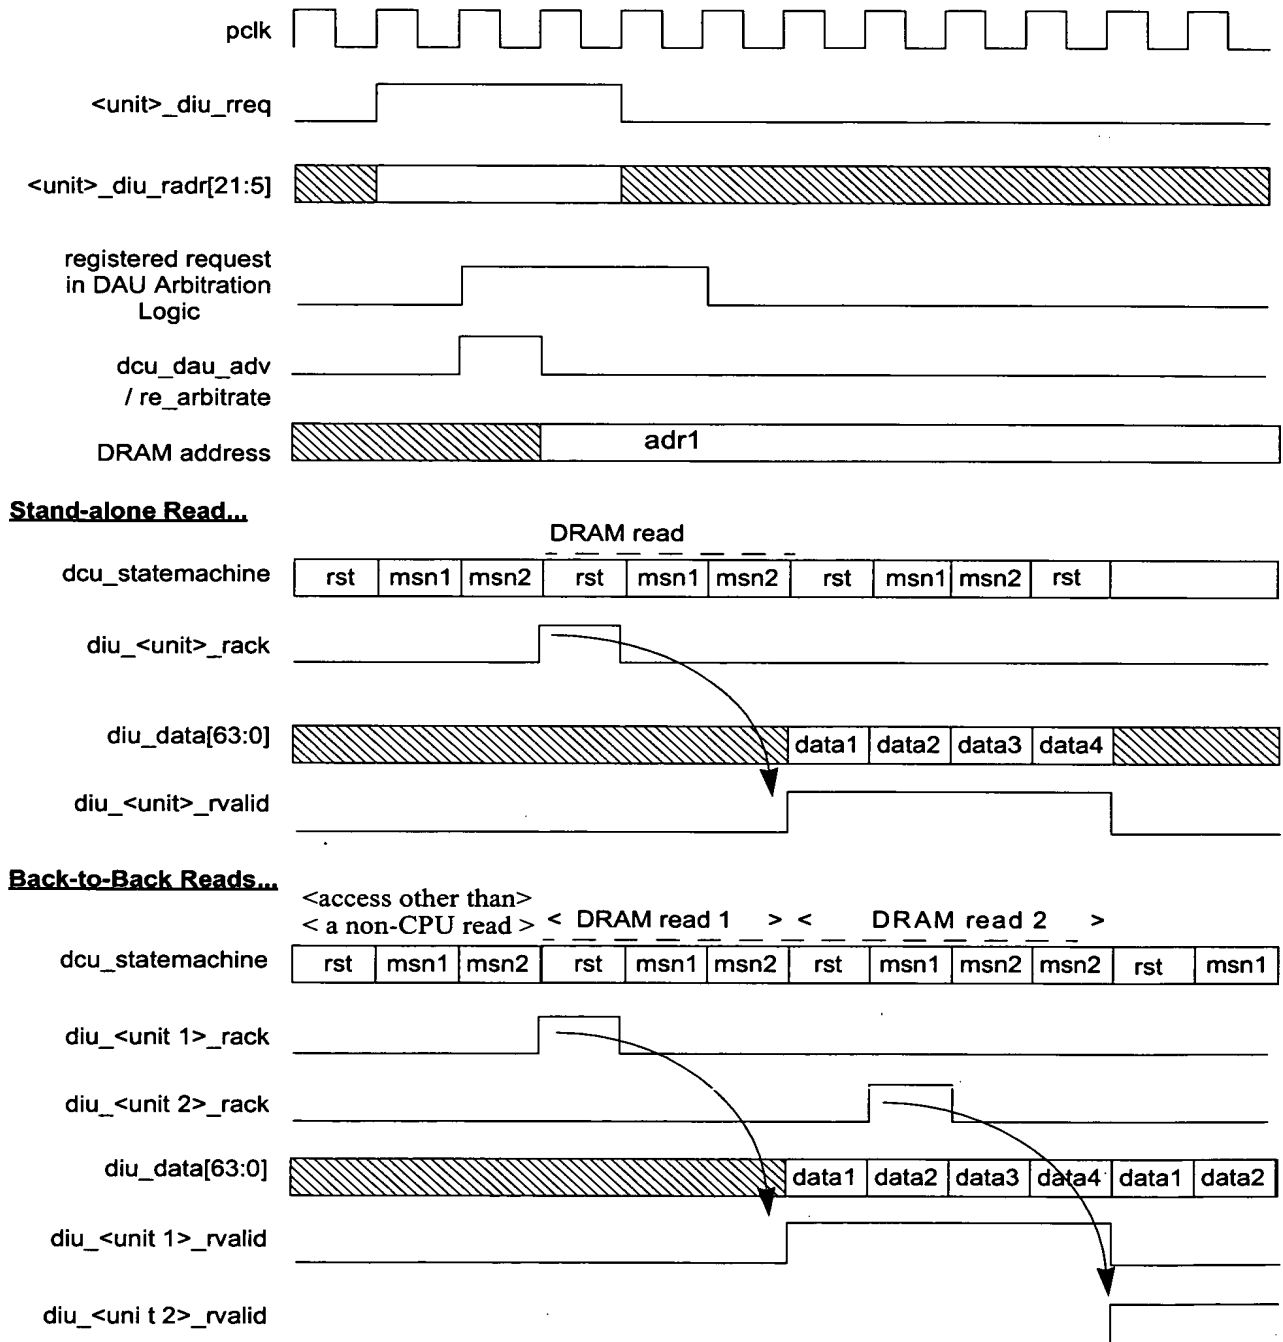 pclk
<unit>_diu_rreq
<unit>_diu_radr[21:5]
registered request
in DAU Arbitration
Logic
dcu_dau_adv
/ re_arbitrate
DRAM address
adr1
Stand-alone Read...
DRAM read
dcu_statemachine
rst msn1 msn2 rst msn1 msn2 rst msn1 msn2 rst
diu_<unit>_rack
diu_data[63:0]
data1 data2 data3 data4
diu_<unit>_rvalid
Back-to-Back Reads...
<access other than>
< a non-CPU read > < DRAM read 1 > < DRAM read 2 >
dcu_statemachine
rst msn1 msn2 rst msn1 msn2 rst msn1 msn2 msn2 rst msn1
diu_<unit 1>_rack
diu_<unit 2>_rack
diu_data[63:0]
data1 data2 data3 data4 data1 data2
diu_<unit 1>_rvalid
diu_<uni t 2>_rvalid